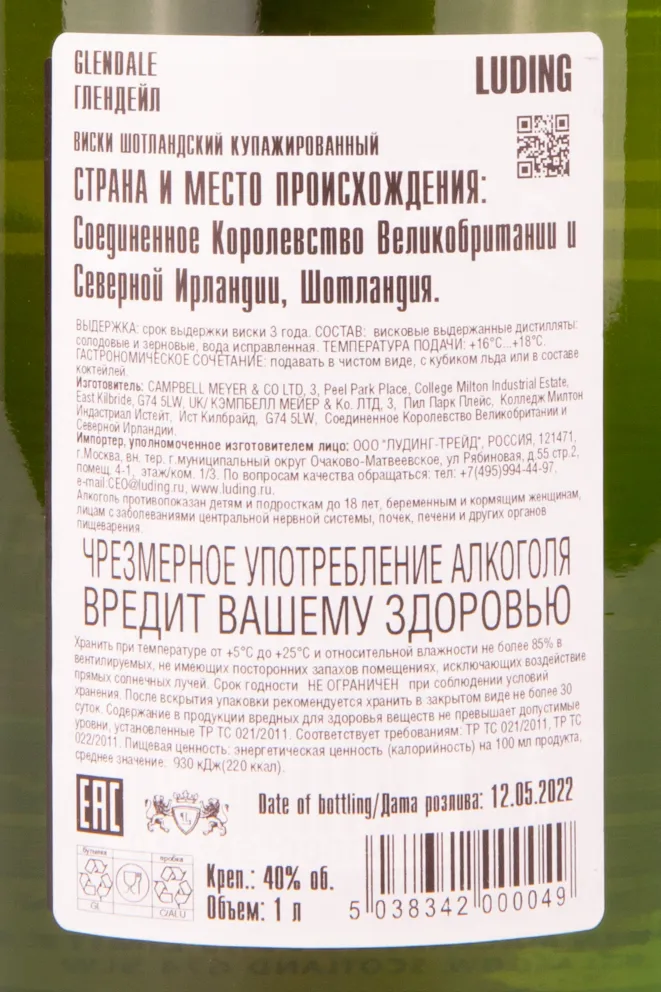 GLENDALE
ГЛЕНДЕЙЛ
LUDING
ВИСКИ ШОТЛАНДСКИЙ КУПАЖИРОВАННЫЙ
СТРАНА И МЕСТО ПРОИСХОЖДЕНИЯ:
Соединенное Королевство Великобритании и
Северной Ирландии, Шотландия.
ВЫДЕРЖКА: срок выдержки виски 3 года. СОСТАВ: висковые выдержанные дистилляты:
солодовые и зерновые, вода исправленная. ТЕМПЕРАТУРА ПОДАЧИ: +16°С...+18°С.
ГАСТРОНОМИЧЕСКОЕ СОЧЕТАНИЕ: подавать в чистом виде, с кубиком льда или в составе
коктейлей.
Изготовитель: CAMPBELL MEYER & CO LTD, 3, Peel Park Place, College Milton Industrial Estate,
East Kilbride, G74 5LW, UK/ КЭМПБЕЛЛ МЕЙЕР & Ко. ЛТД, 3, Пил Парк Плейс, Колледж Милтон
Индастриал Истейт, Ист Килбрайд, G74 5LW, Соединенное Королевство Великобритании и
Северной Ирландии.
Импортер, уполномоченное изготовителем лицо: ООО "ЛУДИНГ-ТРЕЙД", РОССИЯ, 121471,
г.Москва, вн. тер. г.муниципальный округ Очаково-Матвеевское, ул Рябиновая, д.55 стр.2,
помещ. 4-1, этаж/ком. 1/3. По вопросам качества обращаться: тел: +7(495)994-44-97,
e-mail:CEO@luding.ru, www.luding.ru.
Алкоголь противопоказан детям и подросткам до 18 лет, беременным и кормящим женщинам,
лицам с заболеваниями центральной нервной системы, почек, печени и других органов
пищеварения.
ЧРЕЗМЕРНОЕ УПОТРЕБЛЕНИЕ АЛКОГОЛЯ
ВРЕДИТ ВАШЕМУ ЗДОРОВЬЮ
Хранить при температуре от +5°С до +25°С и относительной влажности не более 85% в
вентилируемых, не имеющих посторонних запахов помещениях, исключающих воздействие
прямых солнечных лучей. Срок годности НЕ ОГРАНИЧЕН при соблюдении условий
хранения. После вскрытия упаковки рекомендуется хранить в закрытом виде не более 30
суток. Содержание в продукции вредных для здоровья веществ не превышает допустимые
уровни, установленные ТР ТС 021/2011. Соответствует требованиям: ТР ТС 021/2011, ТР ТС
022/2011. Пищевая ценность: энергетическая ценность (калорийность) на 100 мл продукта,
среднее значение: 930 кДж(220 ккал).
EAC
Date of bottling/Дата розлива: 12.05.2022
бутылка
пробка
GL
C/ALU
Креп.: 40% об.
Объем: 1 л
5 038342 000049